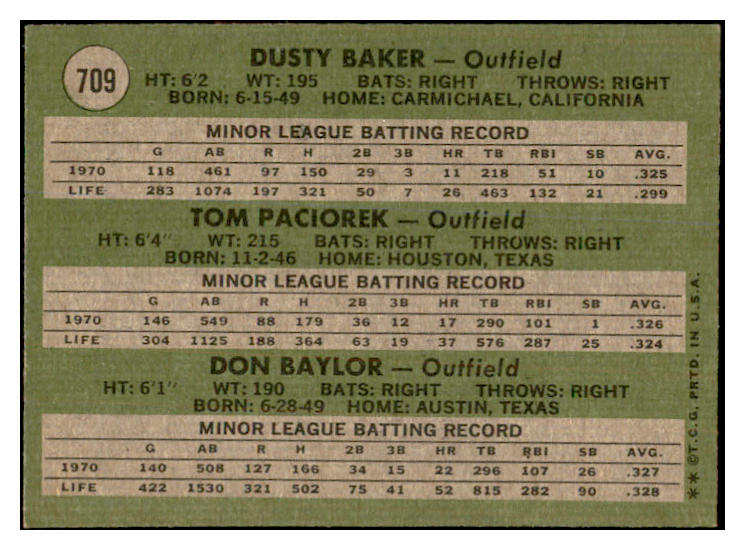 709
DUSTY BAKER — Outfield
HT: 6'2 WT: 195 BATS: RIGHT THROWS: RIGHT
BORN: 6-15-49 HOME: CARMICHAEL, CALIFORNIA
MINOR LEAGUE BATTING RECORD
G AB R H 2B 3B HR TB RBI SB AVG.
1970 118 461 97 150 29 3 11 218 51 10 .325
LIFE 283 1074 197 321 50 7 26 463 132 21 .299
TOM PACIOREK — Outfield
HT: 6'4" WT: 215 BATS: RIGHT THROWS: RIGHT
BORN: 11-2-46 HOME: HOUSTON, TEXAS
MINOR LEAGUE BATTING RECORD
G AB R H 2B 3B HR TB RBI SB AVG.
1970 146 549 88 179 36 12 17 290 101 1 .326
LIFE 304 1125 188 364 63 19 37 576 287 25 .324
DON BAYLOR — Outfield
HT: 6'1" WT: 190 BATS: RIGHT THROWS: RIGHT
BORN: 6-28-49 HOME: AUSTIN, TEXAS
MINOR LEAGUE BATTING RECORD
G AB R H 2B 3B HR TB RBI SB AVG.
1970 140 508 127 166 34 15 22 296 107 26 .327
LIFE 422 1530 321 502 75 41 52 815 282 90 .328
** ©T.C.G. PRTD. IN U.S.A.